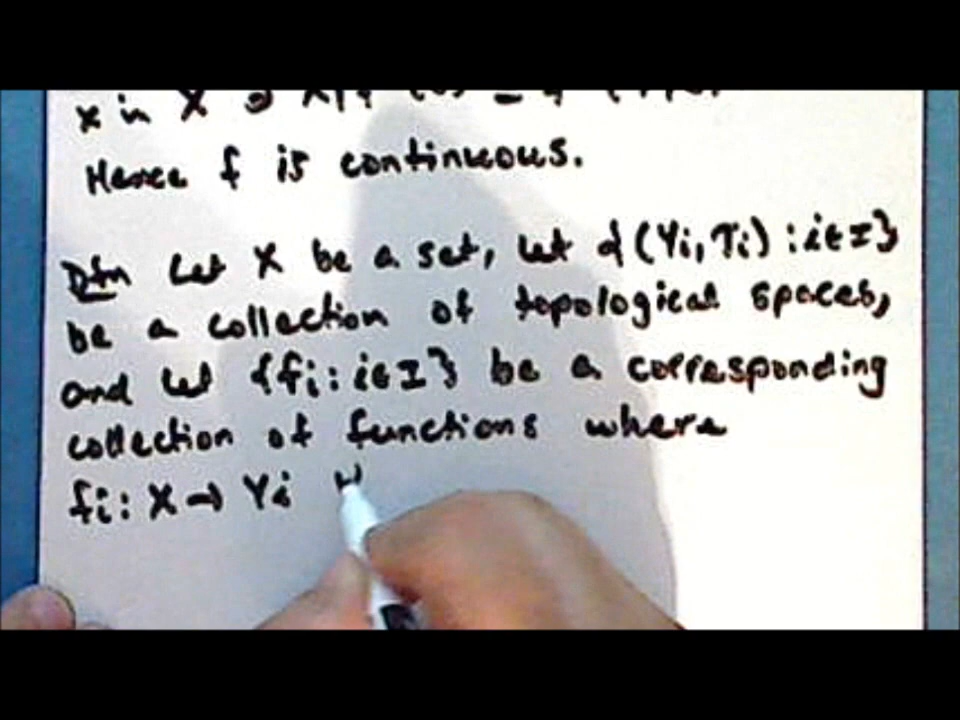 x in X
Hence f is continuous.
Dfn Let X be a set, let {(Yi, Ti) : i∈I}
be a collection of topological spaces,
and let {fi : i∈I} be a corresponding
collection of functions where
fi : X → Yi